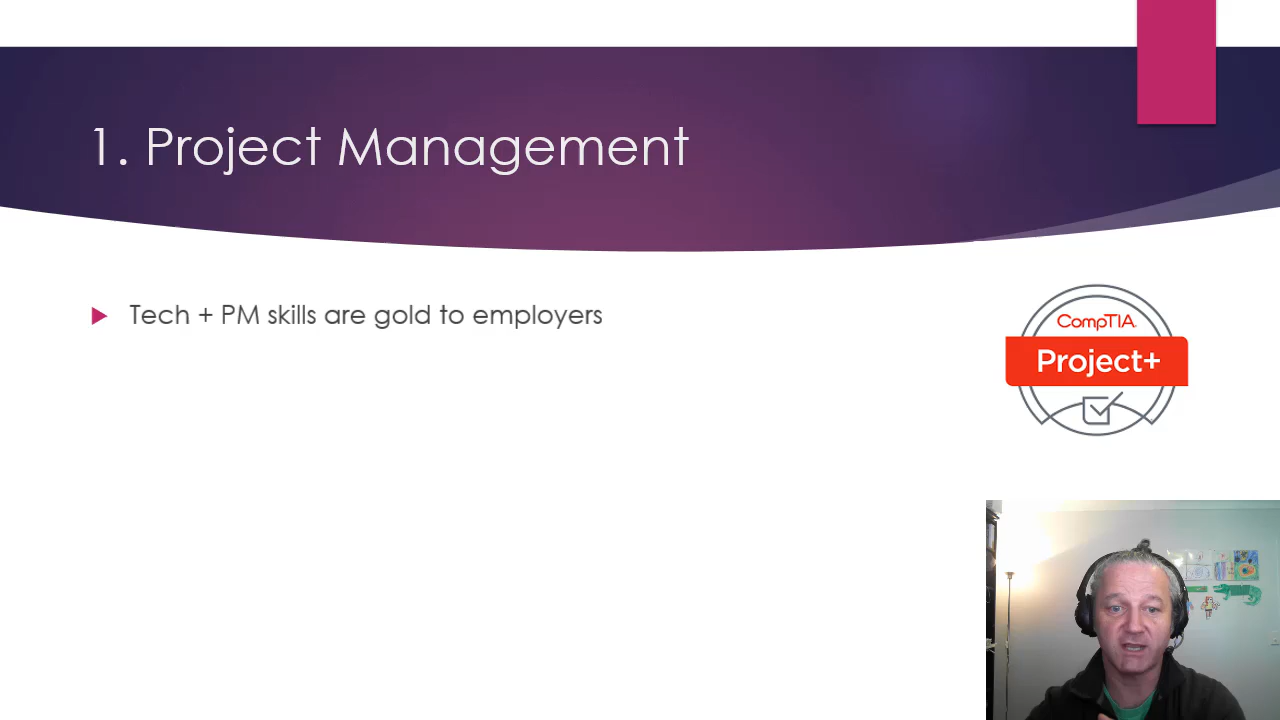 1. Project Management
Tech + PM skills are gold to employers
CompTIA
Project+